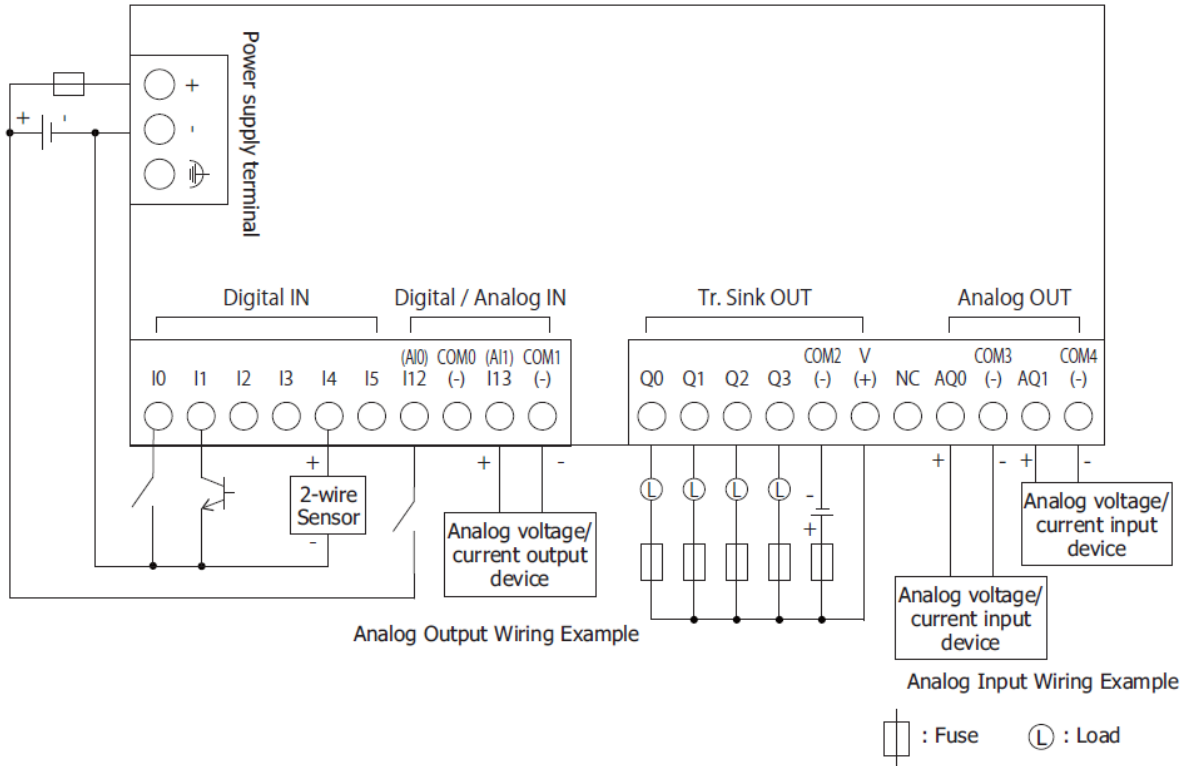 Power supply terminal
+
-
+ -
Digital IN
Digital / Analog IN
Tr. Sink OUT
Analog OUT
(AI0) COM0 (AI1) COM1
I0 I1 I2 I3 I4 I5 I12 (-) I13 (-)
COM2 V COM3 COM4
Q0 Q1 Q2 Q3 (-) (+) NC AQ0 (-) AQ1 (-)
+
2-wire
Sensor
-
+ -
Analog voltage/
current output
device
L L L L
-
+
+ - + -
Analog voltage/
current input
device
Analog voltage/
current input
device
Analog Output Wiring Example
Analog Input Wiring Example
: Fuse
L : Load